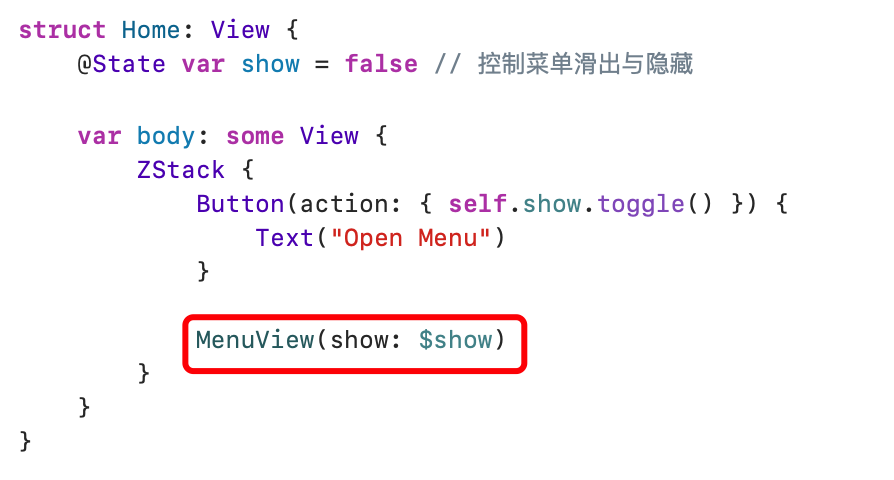 struct Home: View {
    @State var show = false // 控制菜单滑出与隐藏

    var body: some View {
        ZStack {
            Button(action: { self.show.toggle() }) {
                Text("Open Menu")
            }

            MenuView(show: $show)
        }
    }
}